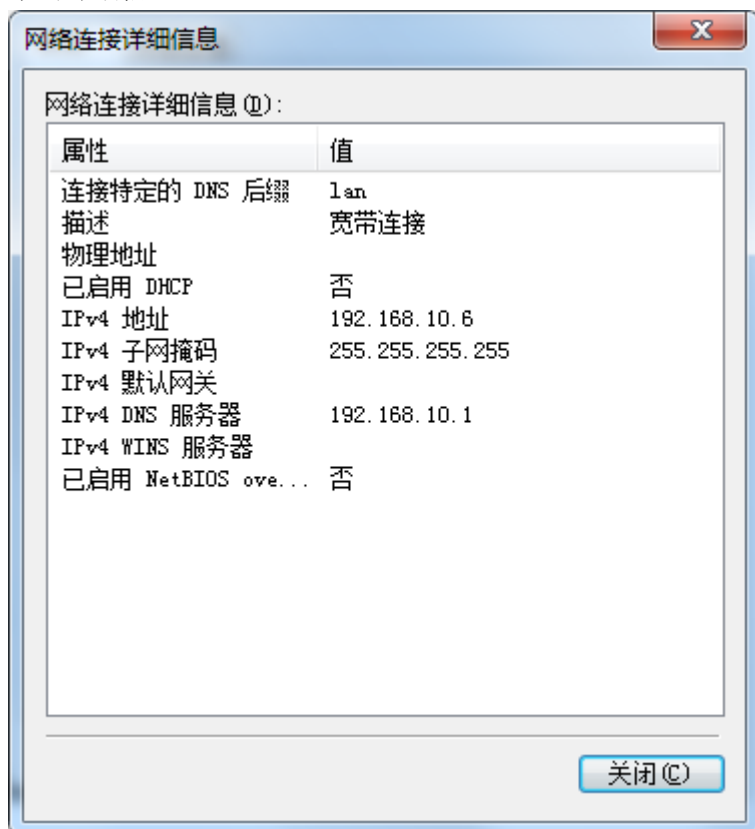 网络连接详细信息
网络连接详细信息(D):
属性 值
连接特定的 DNS 后缀 lan
描述 宽带连接
物理地址
已启用 DHCP 否
IPv4 地址 192.168.10.6
IPv4 子网掩码 255.255.255.255
IPv4 默认网关
IPv4 DNS 服务器 192.168.10.1
IPv4 WINS 服务器
已启用 NetBIOS ove... 否
关闭(C)